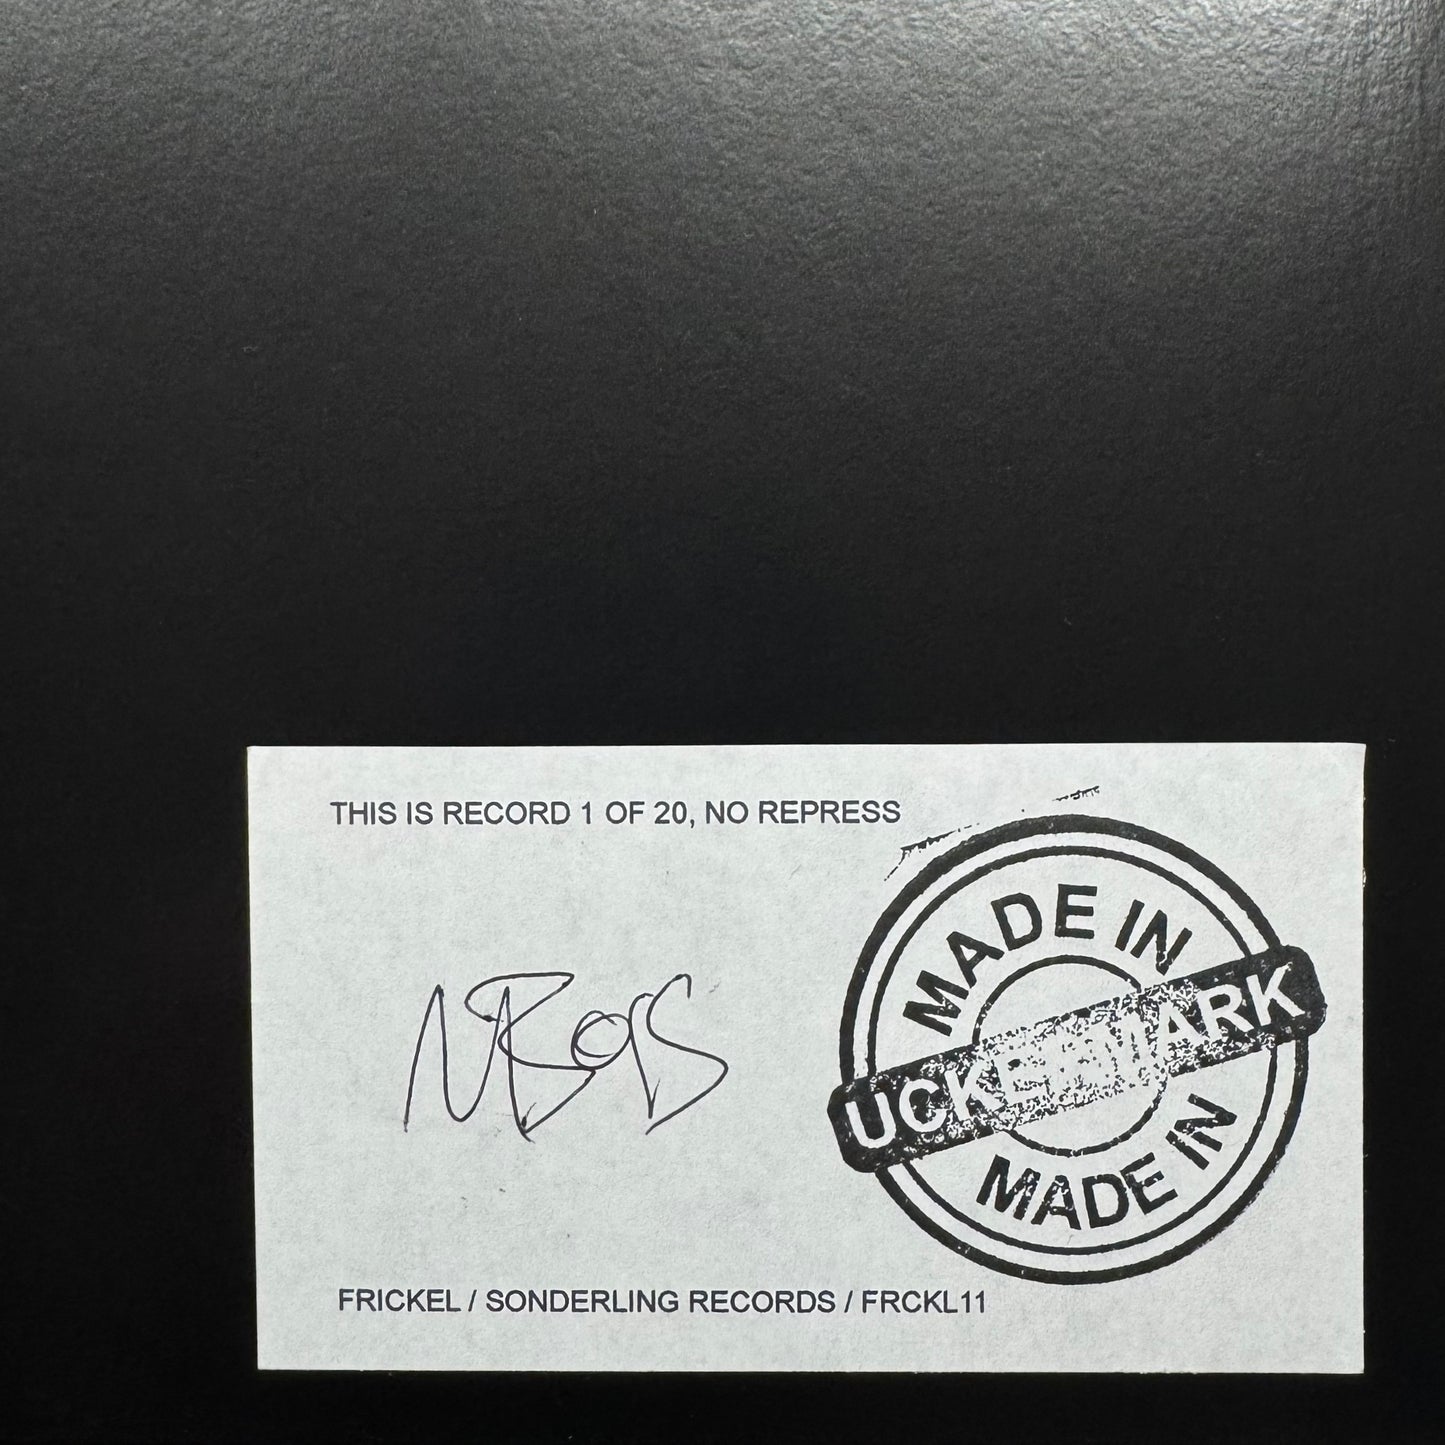 THIS IS RECORD 1 OF 20, NO REPRESS
MADE IN
UCKERMARK
MADE IN
FRICKEL / SONDERLING RECORDS / FRCKL11